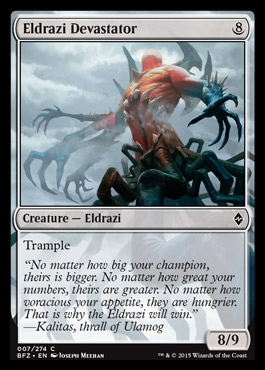 Eldrazi Devastator 8
Creature — Eldrazi
Trample
“No matter how big your champion,
theirs is bigger. No matter how great your
numbers, theirs are greater. No matter how
voracious your appetite, they are hungrier.
That is why the Eldrazi will win.”
—Kalitas, thrall of Ulamog
8/9
007/274 C
BFZ • EN Joseph Meehan
™ & © 2015 Wizards of the Coast